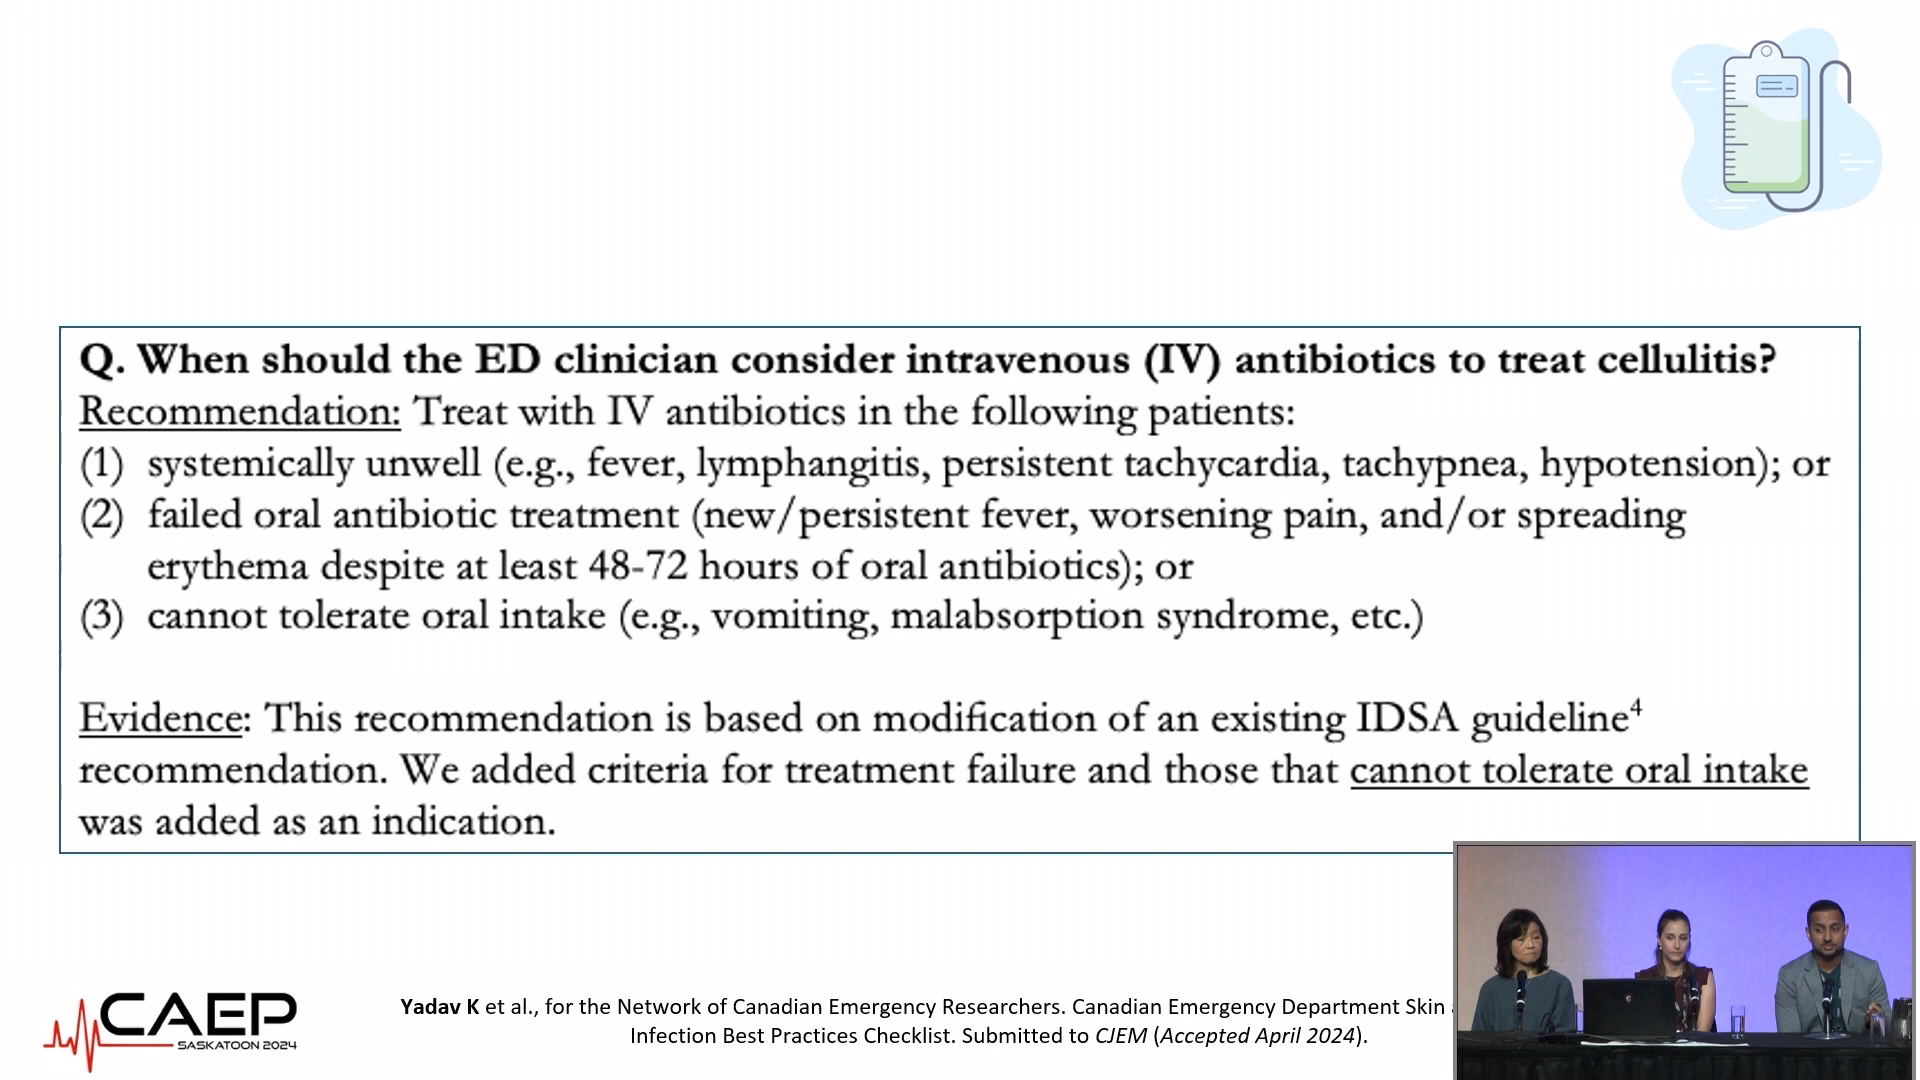 Q. When should the ED clinician consider intravenous (IV) antibiotics to treat cellulitis?
Recommendation: Treat with IV antibiotics in the following patients:
(1) systemically unwell (e.g., fever, lymphangitis, persistent tachycardia, tachypnea, hypotension); or
(2) failed oral antibiotic treatment (new/persistent fever, worsening pain, and/or spreading
erythema despite at least 48-72 hours of oral antibiotics); or
(3) cannot tolerate oral intake (e.g., vomiting, malabsorption syndrome, etc.)
Evidence: This recommendation is based on modification of an existing IDSA guideline⁴
recommendation. We added criteria for treatment failure and those that cannot tolerate oral intake
was added as an indication.
CAEP
SASKATOON 2024
Yadav K et al., for the Network of Canadian Emergency Researchers. Canadian Emergency Department Skin
Infection Best Practices Checklist. Submitted to CJEM (Accepted April 2024).